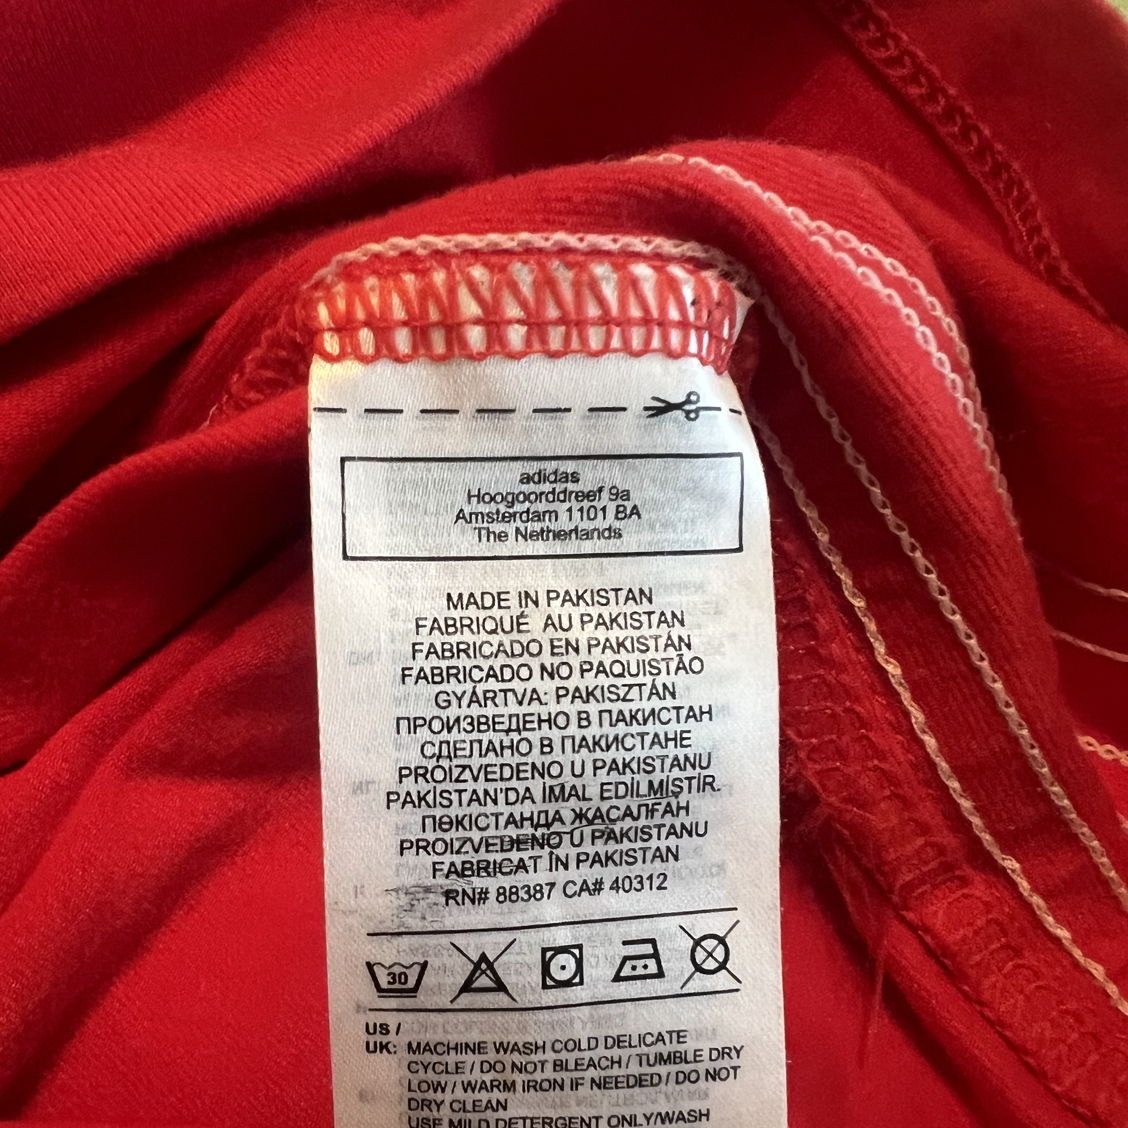 adidas
Hoogoorddreef 9a
Amsterdam 1101 BA
The Netherlands
MADE IN PAKISTAN
FABRIQUÉ AU PAKISTAN
FABRICADO EN PAKISTÁN
FABRICADO NO PAQUISTÃO
GYÁRTVA: PAKISZTÁN
ПРОИЗВЕДЕНО В ПАКИСТАН
СДЕЛАНО В ПАКИСТАНЕ
PROIZVEDENO U PAKISTANU
PAKİSTAN'DA İMAL EDİLMİŞTİR.
ПӘКІСТАНДА ЖАСАЛҒАН
PROIZVEDENO U PAKISTANU
FABRICAT ÎN PAKISTAN
RN# 88387 CA# 40312
30
US /
UK: MACHINE WASH COLD DELICATE
CYCLE / DO NOT BLEACH / TUMBLE DRY
LOW / WARM IRON IF NEEDED / DO NOT
DRY CLEAN
USE MILD DETERGENT ONLY/WASH